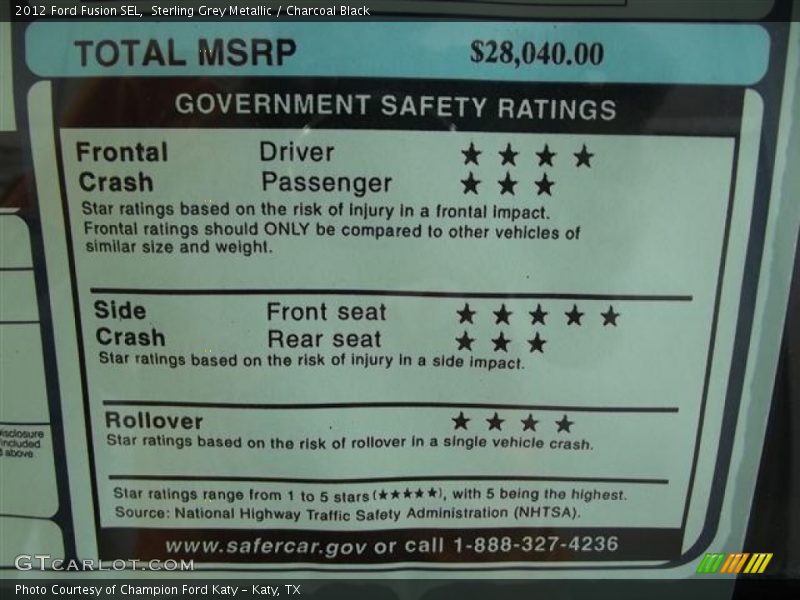 2012 Ford Fusion SEL,  Sterling Grey Metallic / Charcoal Black
TOTAL MSRP $28,040.00
GOVERNMENT SAFETY RATINGS
Frontal Driver ★ ★ ★ ★
Crash Passenger ★ ★ ★
Star ratings based on the risk of injury in a frontal impact.
Frontal ratings should ONLY be compared to other vehicles of
similar size and weight.
Side Front seat ★ ★ ★ ★ ★
Crash Rear seat ★ ★ ★
Star ratings based on the risk of injury in a side impact.
Rollover ★ ★ ★ ★
Star ratings based on the risk of rollover in a single vehicle crash.
Star ratings range from 1 to 5 stars (★★★★★), with 5 being the highest.
Source: National Highway Traffic Safety Administration (NHTSA).
www.safercar.gov or call 1-888-327-4236
included
above.
GTCarLot.com
Photo Courtesy of Champion Ford Katy – Katy, TX